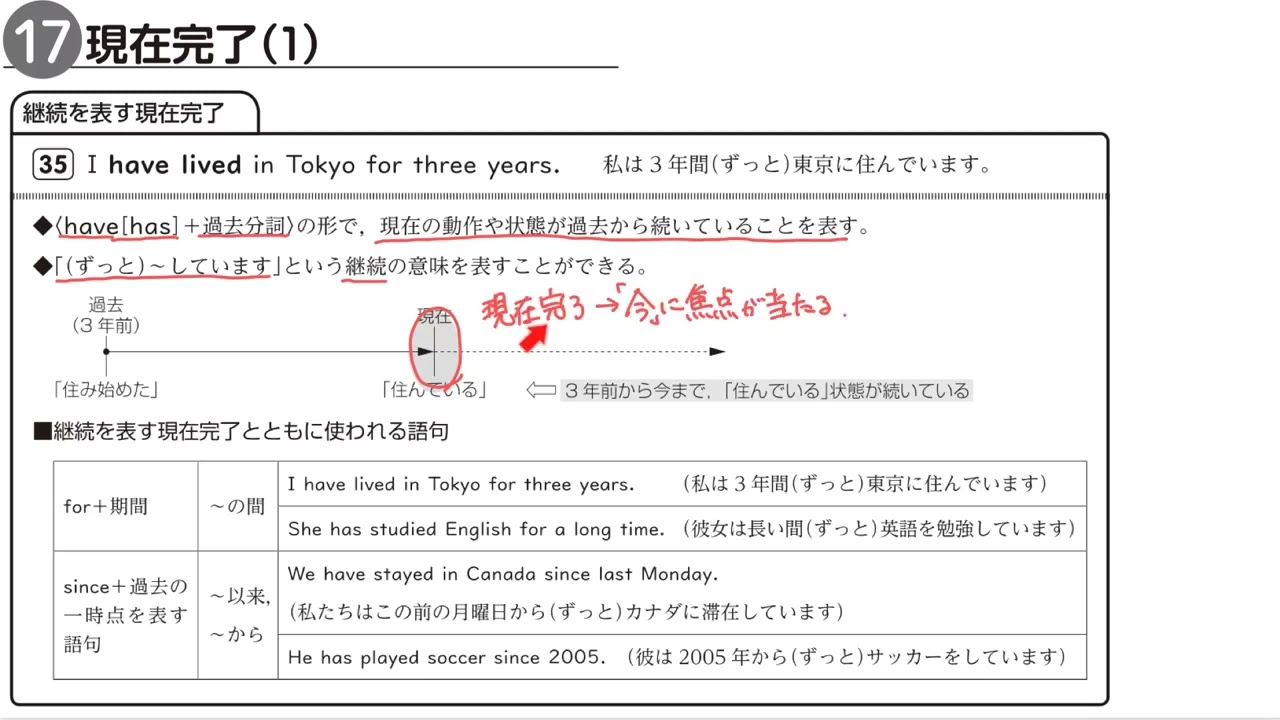 17 現在完了(1)
継続を表す現在完了
35 I have lived in Tokyo for three years. 私は3年間(ずっと)東京に住んでいます。
◆〈have[has]+過去分詞〉の形で，現在の動作や状態が過去から続いていることを表す。
◆「(ずっと)~しています」という継続の意味を表すことができる。
過去
(3年前)
現在
現在完了→「今」に焦点が当たる.
「住み始めた」
「住んでいる」
3年前から今まで，「住んでいる」状態が続いている
■継続を表す現在完了とともに使われる語句
for+期間
~の間
I have lived in Tokyo for three years. (私は3年間(ずっと)東京に住んでいます)
She has studied English for a long time. (彼女は長い間(ずっと)英語を勉強しています)
since+過去の
一時点を表す
語句
~以来，
~から
We have stayed in Canada since last Monday.
(私たちはこの前の月曜日から(ずっと)カナダに滞在しています)
He has played soccer since 2005. (彼は2005年から(ずっと)サッカーをしています)